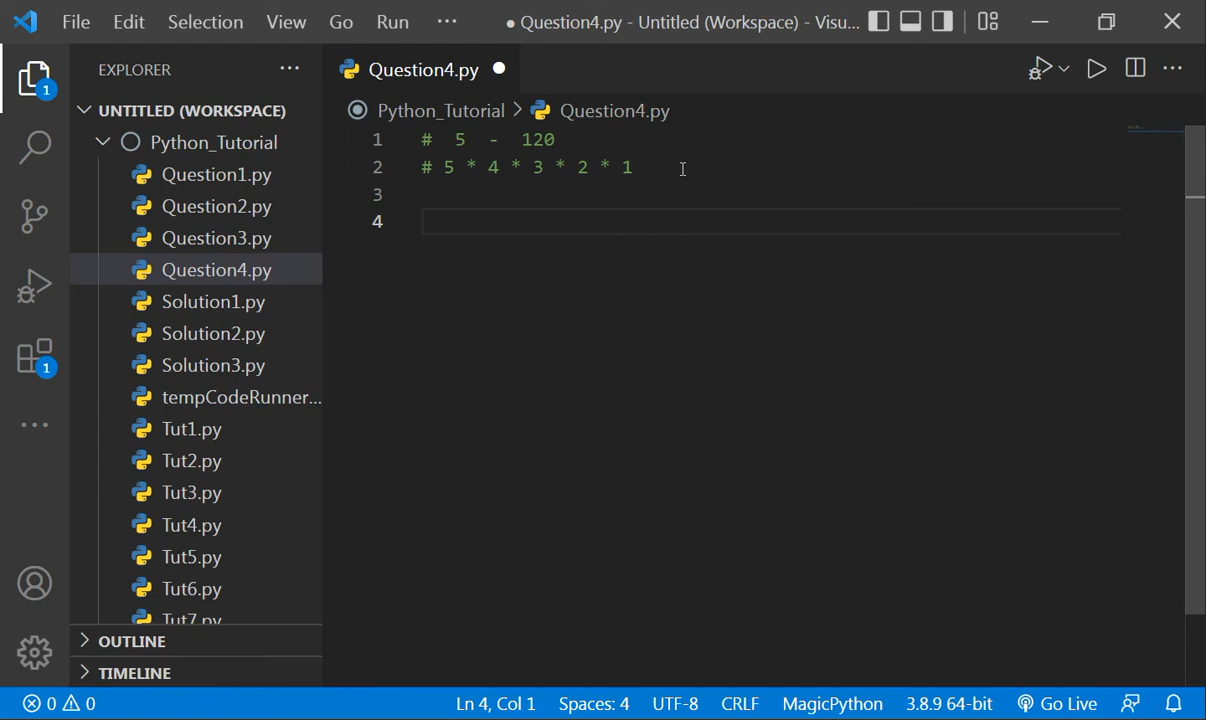 File Edit Selection View Go Run ··· ● Question4.py - Untitled (Workspace) - Visu...
EXPLORER ···
Question4.py ●
UNTITLED (WORKSPACE)
Python_Tutorial > Question4.py
Python_Tutorial
Question1.py
Question2.py
Question3.py
Question4.py
Solution1.py
Solution2.py
Solution3.py
tempCodeRunner...
Tut1.py
Tut2.py
Tut3.py
Tut4.py
Tut5.py
Tut6.py
Tut7.py
OUTLINE
TIMELINE
1 #  5  -  120
2 # 5 * 4 * 3 * 2 * 1
3
4
1
1
0 0 Ln 4, Col 1 Spaces: 4 UTF-8 CRLF MagicPython 3.8.9 64-bit Go Live